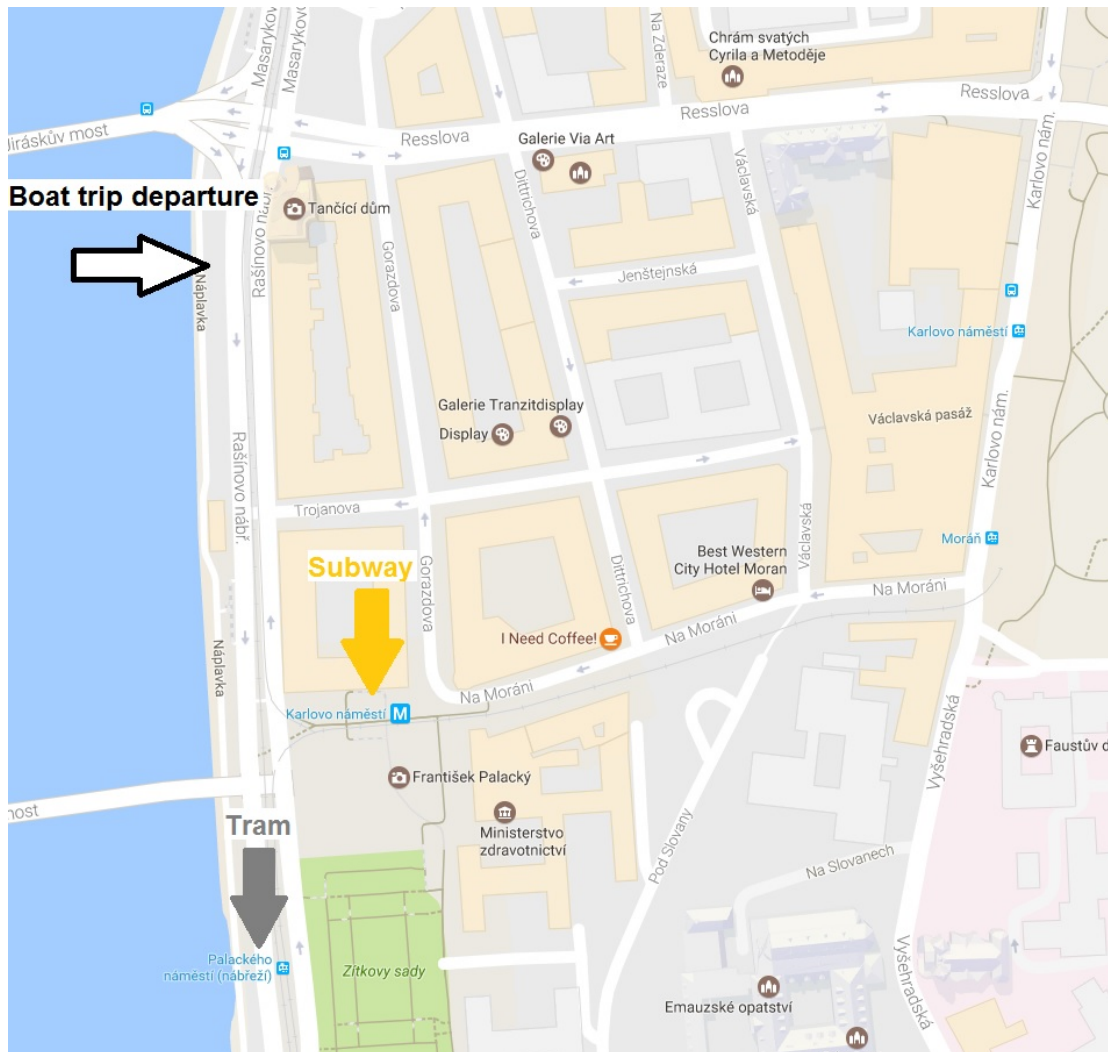 Masarykovo
Masarykovo
Na Zderaze
Chrám svatých
Cyrila a Metoděje
Resslova
Resslova
Resslova
Jiráskův most
Galerie Via Art
Karlovo nám.
Boat trip departure
Tančící dům
Rašínovo nábř.
Dittrichova
Václavská
Gorazdova
Jenštejnská
Náplavka
Karlovo náměstí
Galerie Tranzitdisplay
Display
Václavská pasáž
Karlovo nám.
Rašínovo nábř.
Trojanova
Václavská
Moráň
Best Western
City Hotel Moran
Subway
Gorazdova
Dittrichova
Na Moráni
I Need Coffee!
Na Moráni
Náplavka
Na Moráni
Karlovo náměstí
M
Vyšehradská
Faustův d
František Palacký
most
Tram
Ministerstvo
zdravotnictví
Pod Slovany
Na Slovanech
Palackého
náměstí (nábřeží)
Zítkovy sady
Vyšehradská
Emauzské opatství